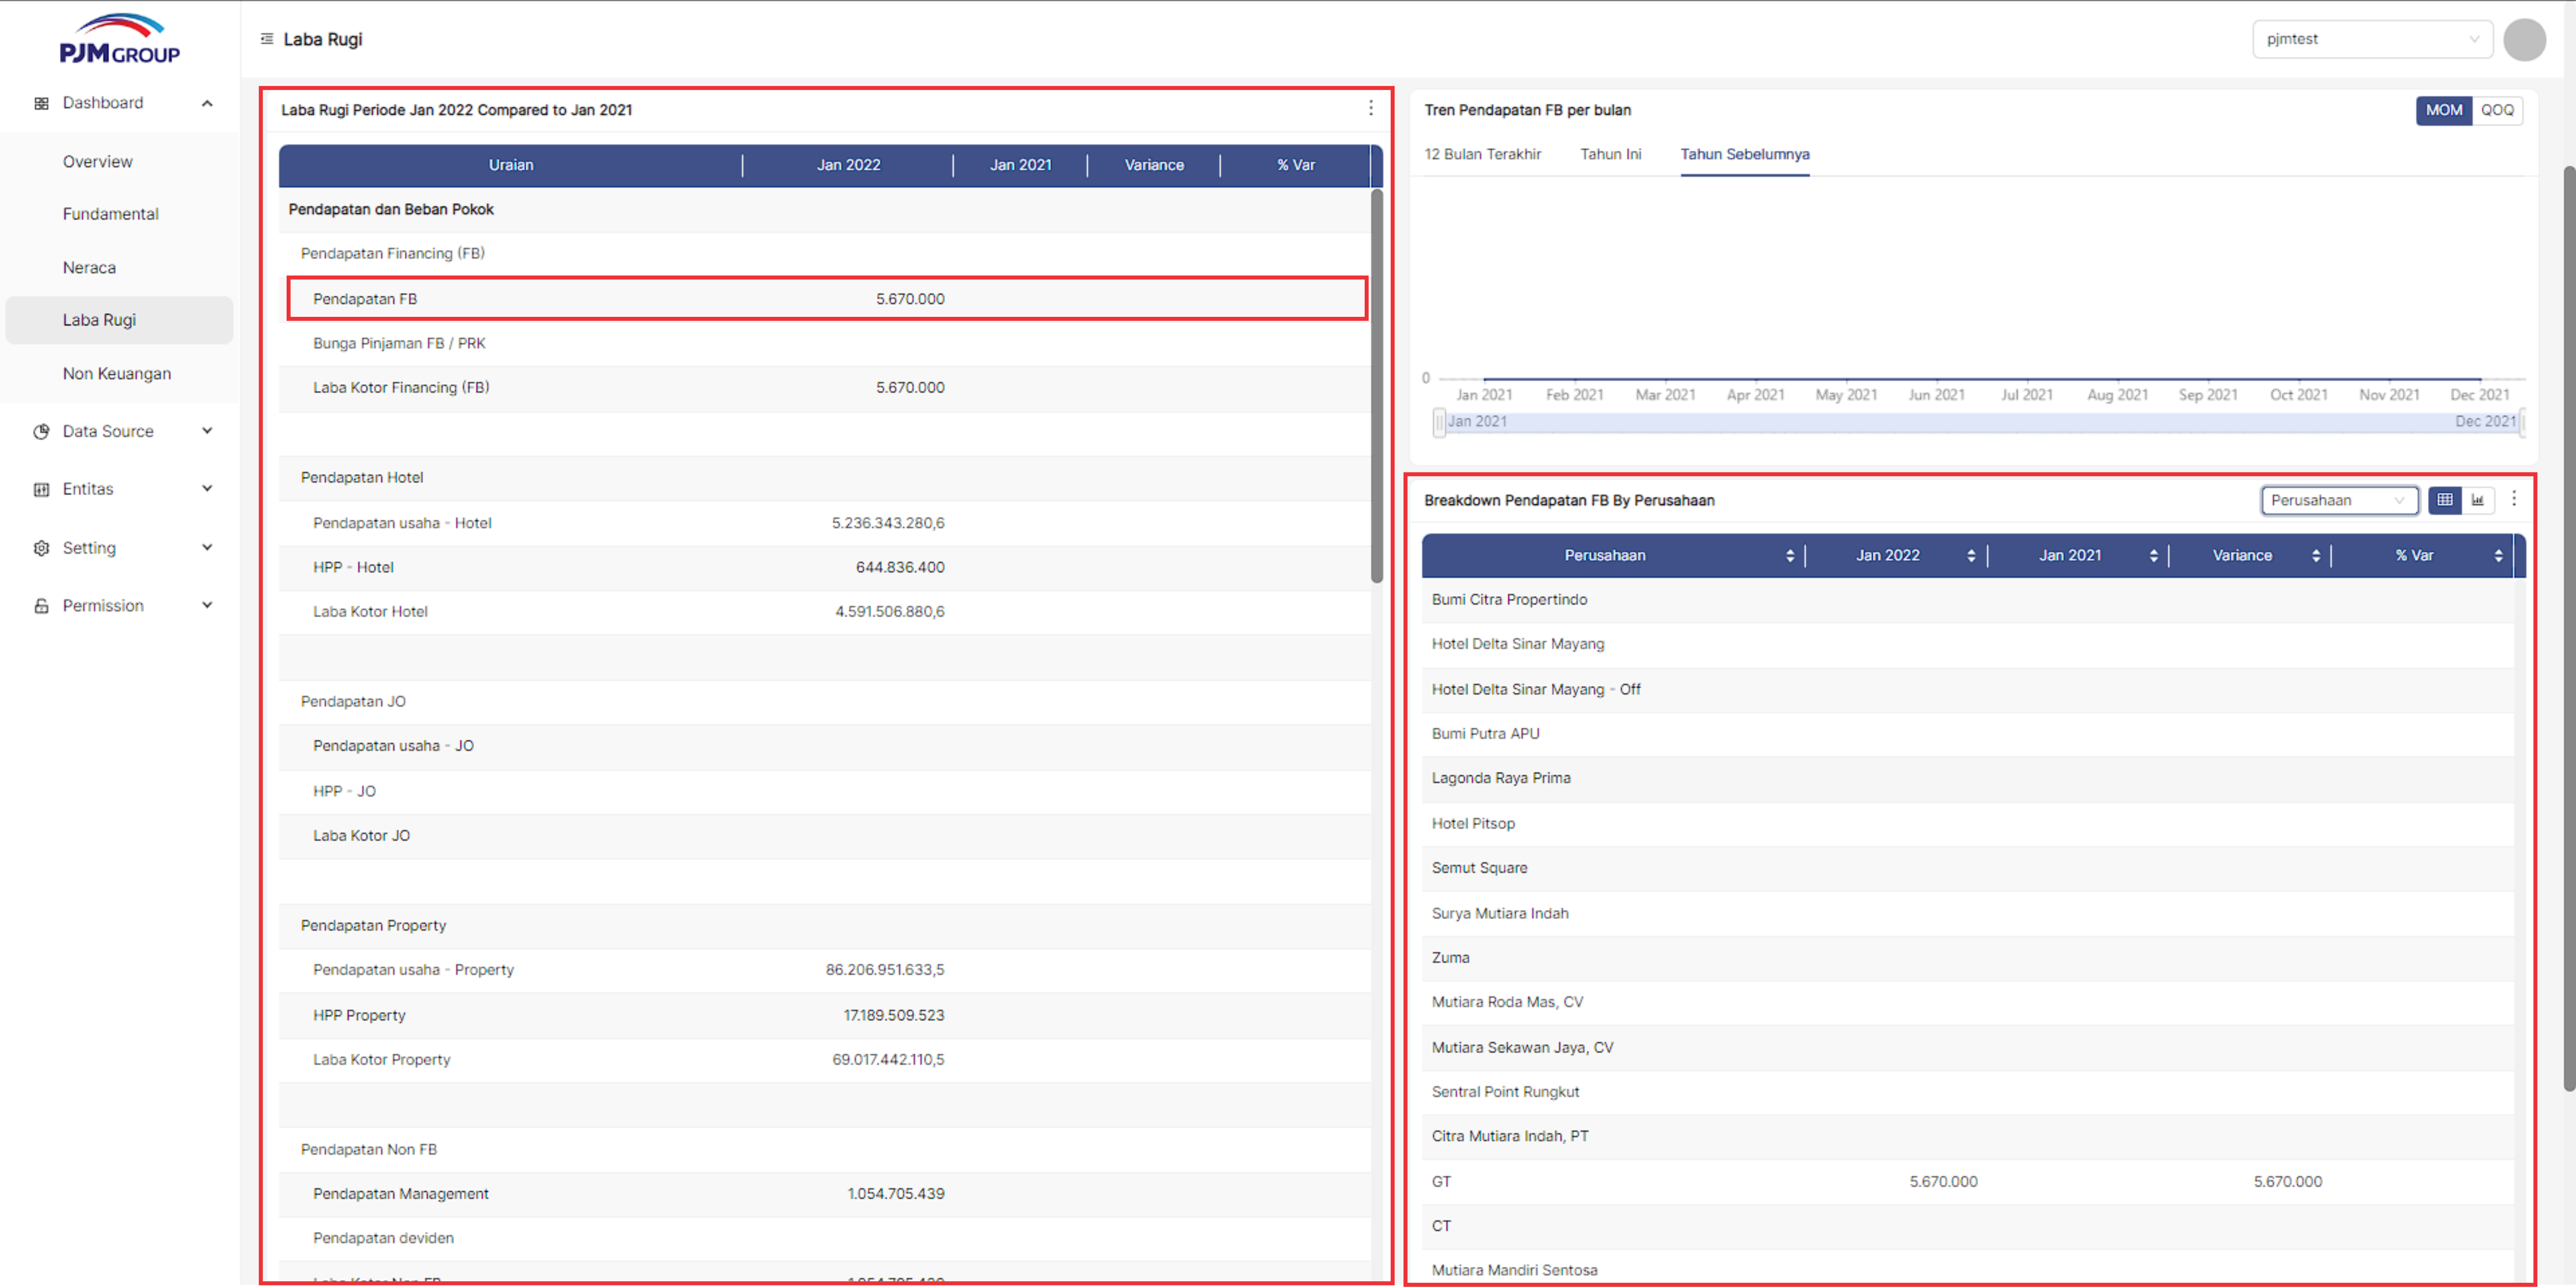 PJM GROUP
Dashboard
Overview
Fundamental
Neraca
Laba Rugi
Non Keuangan
Data Source
Entitas
Setting
Permission
Laba Rugi
pjmtest
Laba Rugi Periode Jan 2022 Compared to Jan 2021
Uraian Jan 2022 Jan 2021 Variance % Var
Pendapatan dan Beban Pokok
Pendapatan Financing (FB)
Pendapatan FB 5.670.000
Bunga Pinjaman FB / PRK
Laba Kotor Financing (FB) 5.670.000
Pendapatan Hotel
Pendapatan usaha - Hotel 5.236.343.280,6
HPP - Hotel 644.836.400
Laba Kotor Hotel 4.591.506.880,6
Pendapatan JO
Pendapatan usaha - JO
HPP - JO
Laba Kotor JO
Pendapatan Property
Pendapatan usaha - Property 86.206.951.633,5
HPP Property 17.189.509.523
Laba Kotor Property 69.017.442.110,5
Pendapatan Non FB
Pendapatan Management 1.054.705.439
Pendapatan deviden
Laba Kotor Non FB 1.054.705.439
Tren Pendapatan FB per bulan
MOM QOQ
12 Bulan Terakhir Tahun Ini Tahun Sebelumnya
0
Jan 2021 Feb 2021 Mar 2021 Apr 2021 May 2021 Jun 2021 Jul 2021 Aug 2021 Sep 2021 Oct 2021 Nov 2021 Dec 2021
Jan 2021 Dec 2021
Breakdown Pendapatan FB By Perusahaan
Perusahaan
Perusahaan Jan 2022 Jan 2021 Variance % Var
Bumi Citra Propertindo
Hotel Delta Sinar Mayang
Hotel Delta Sinar Mayang - Off
Bumi Putra APU
Lagonda Raya Prima
Hotel Pitsop
Semut Square
Surya Mutiara Indah
Zuma
Mutiara Roda Mas, CV
Mutiara Sekawan Jaya, CV
Sentral Point Rungkut
Citra Mutiara Indah, PT
GT 5.670.000 5.670.000
CT
Mutiara Mandiri Sentosa